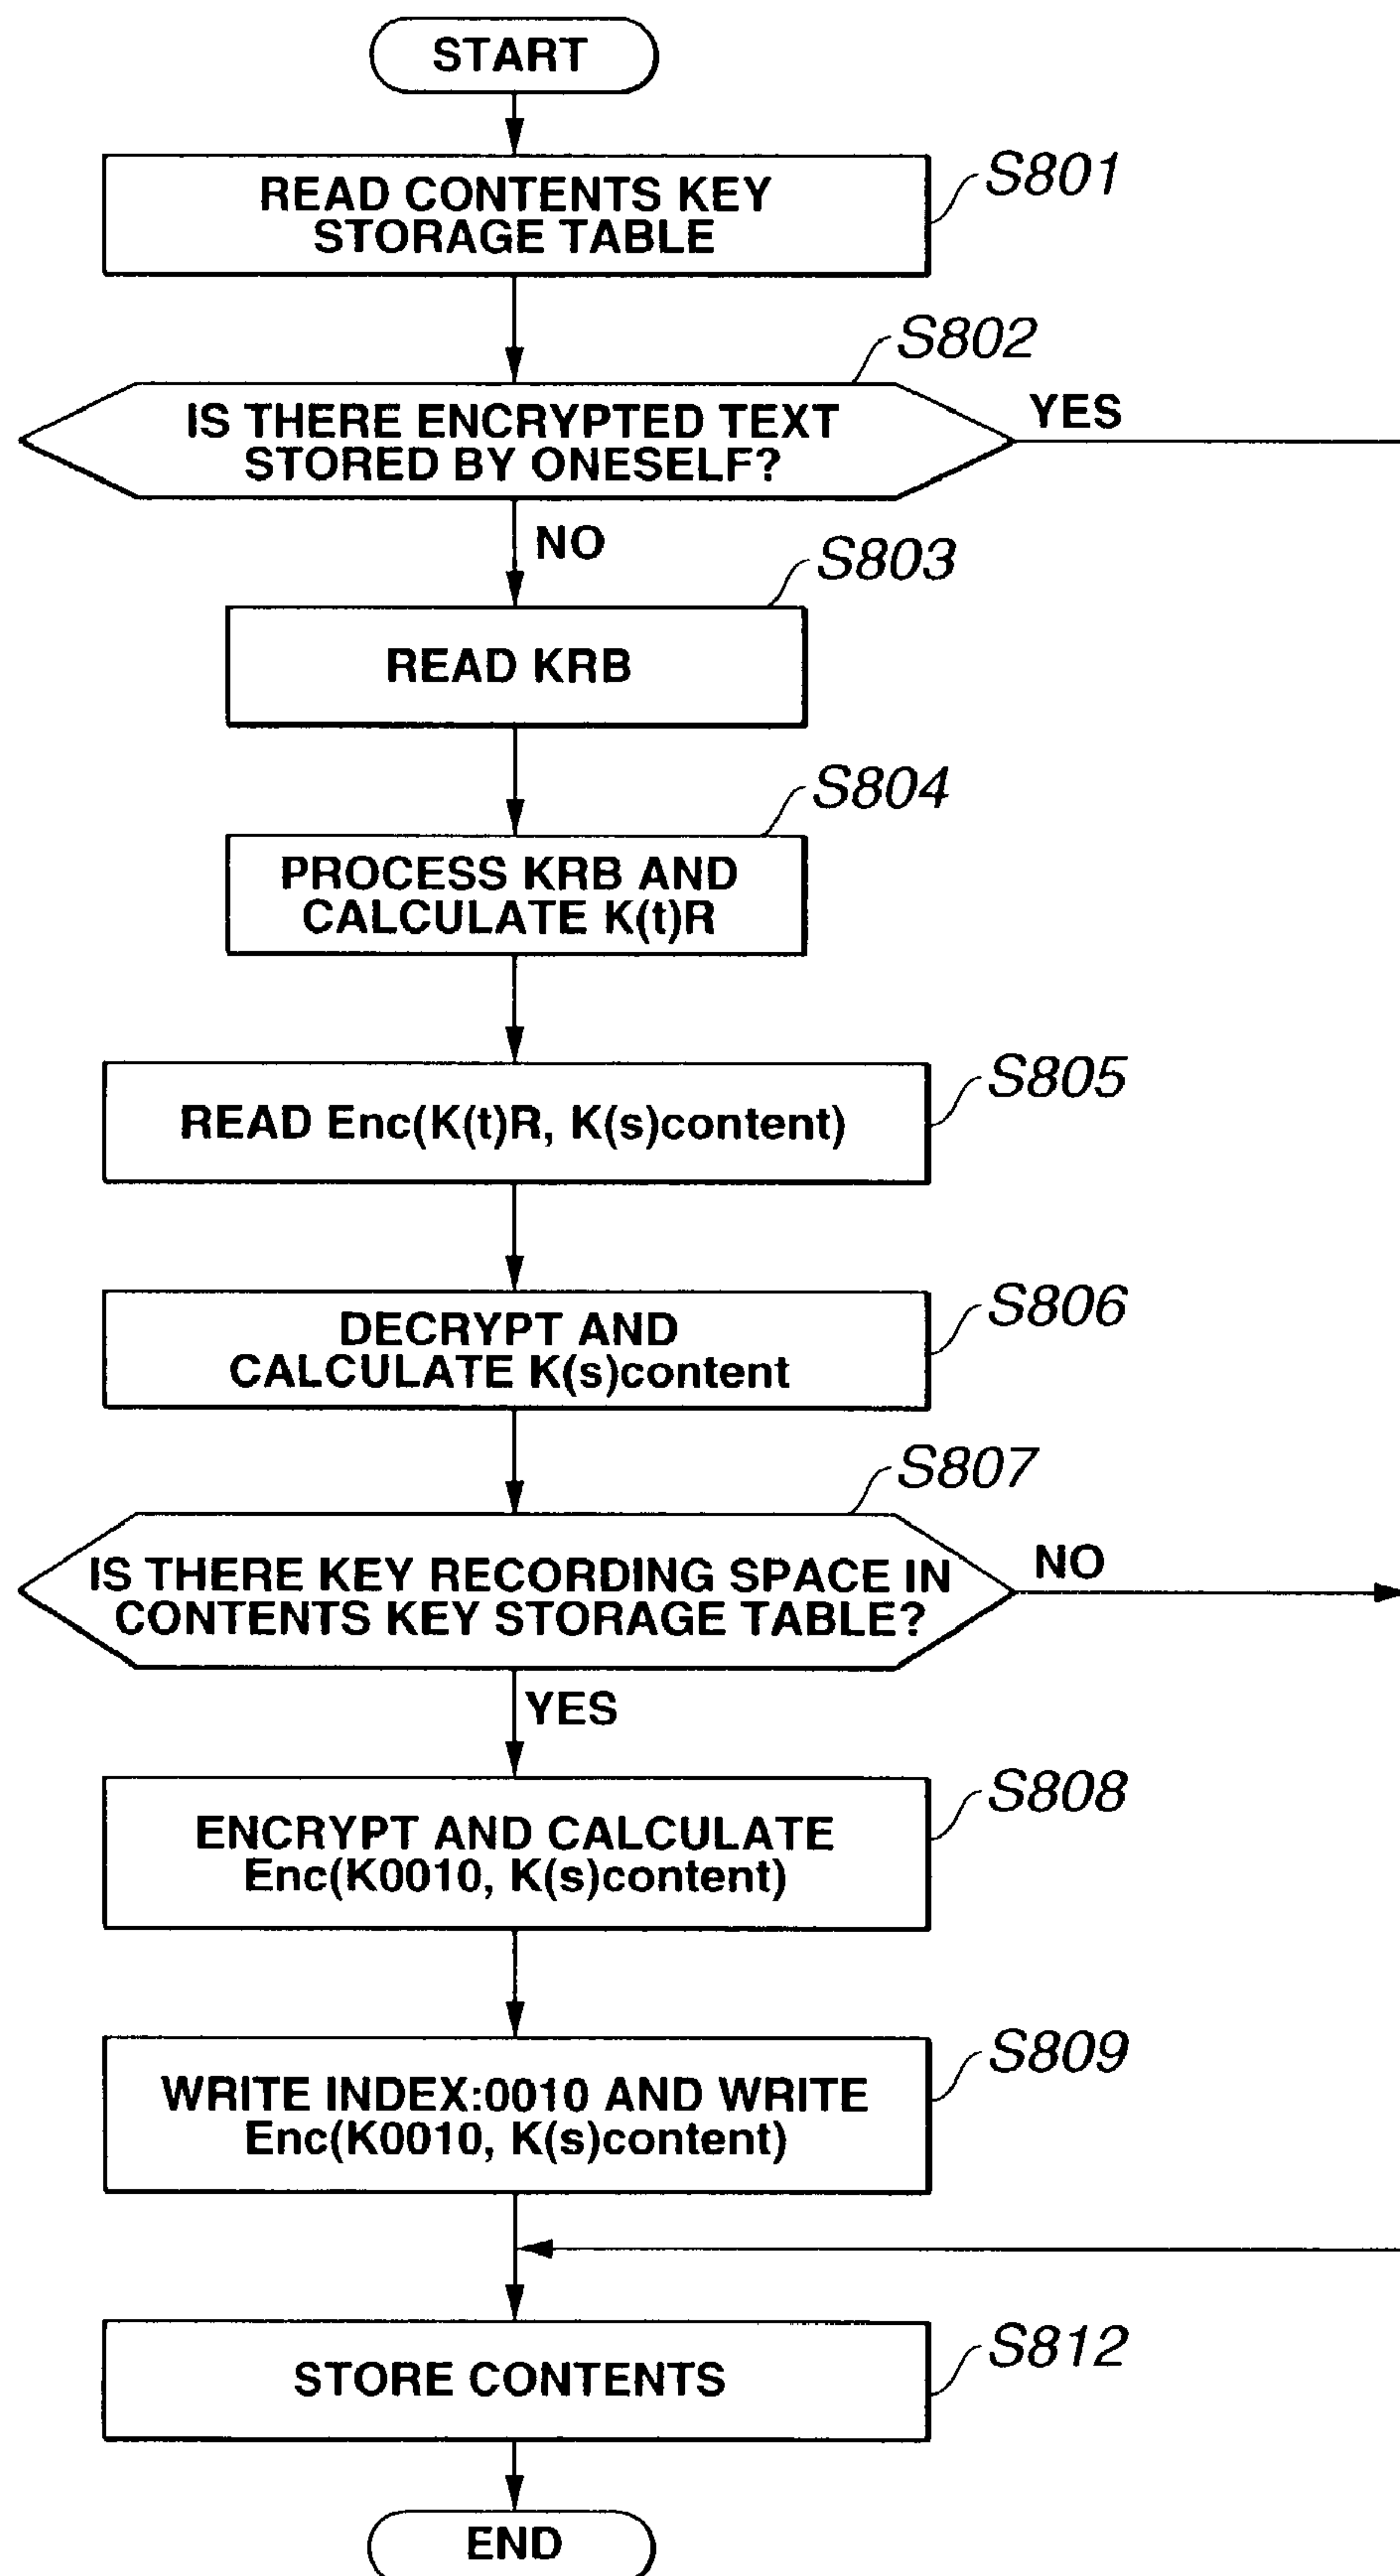 START
S801
READ CONTENTS KEY
STORAGE TABLE
S802
IS THERE ENCRYPTED TEXT
STORED BY ONESELF?
YES
NO
S803
READ KRB
S804
PROCESS KRB AND
CALCULATE K(t)R
S805
READ Enc(K(t)R, K(s)content)
S806
DECRYPT AND
CALCULATE K(s)content
S807
IS THERE KEY RECORDING SPACE IN
CONTENTS KEY STORAGE TABLE?
NO
YES
S808
ENCRYPT AND CALCULATE
Enc(K0010, K(s)content)
S809
WRITE INDEX:0010 AND WRITE
Enc(K0010, K(s)content)
S812
STORE CONTENTS
END